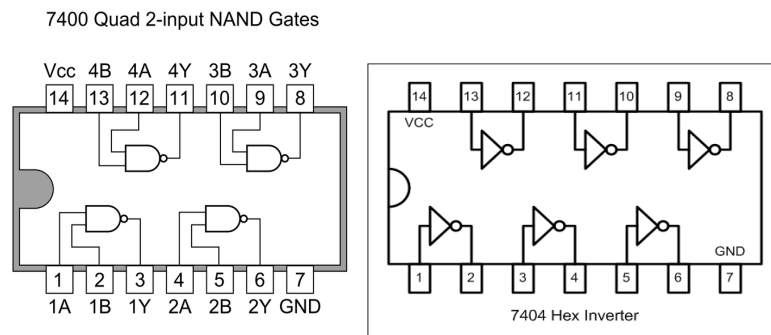 7400 Quad 2-input NAND Gates
Vcc 4B 4A 4Y 3B 3A 3Y
14 13 12 11 10 9 8
1 2 3 4 5 6 7
1A 1B 1Y 2A 2B 2Y GND
14 13 12 11 10 9 8
VCC
GND
1 2 3 4 5 6 7
7404 Hex Inverter